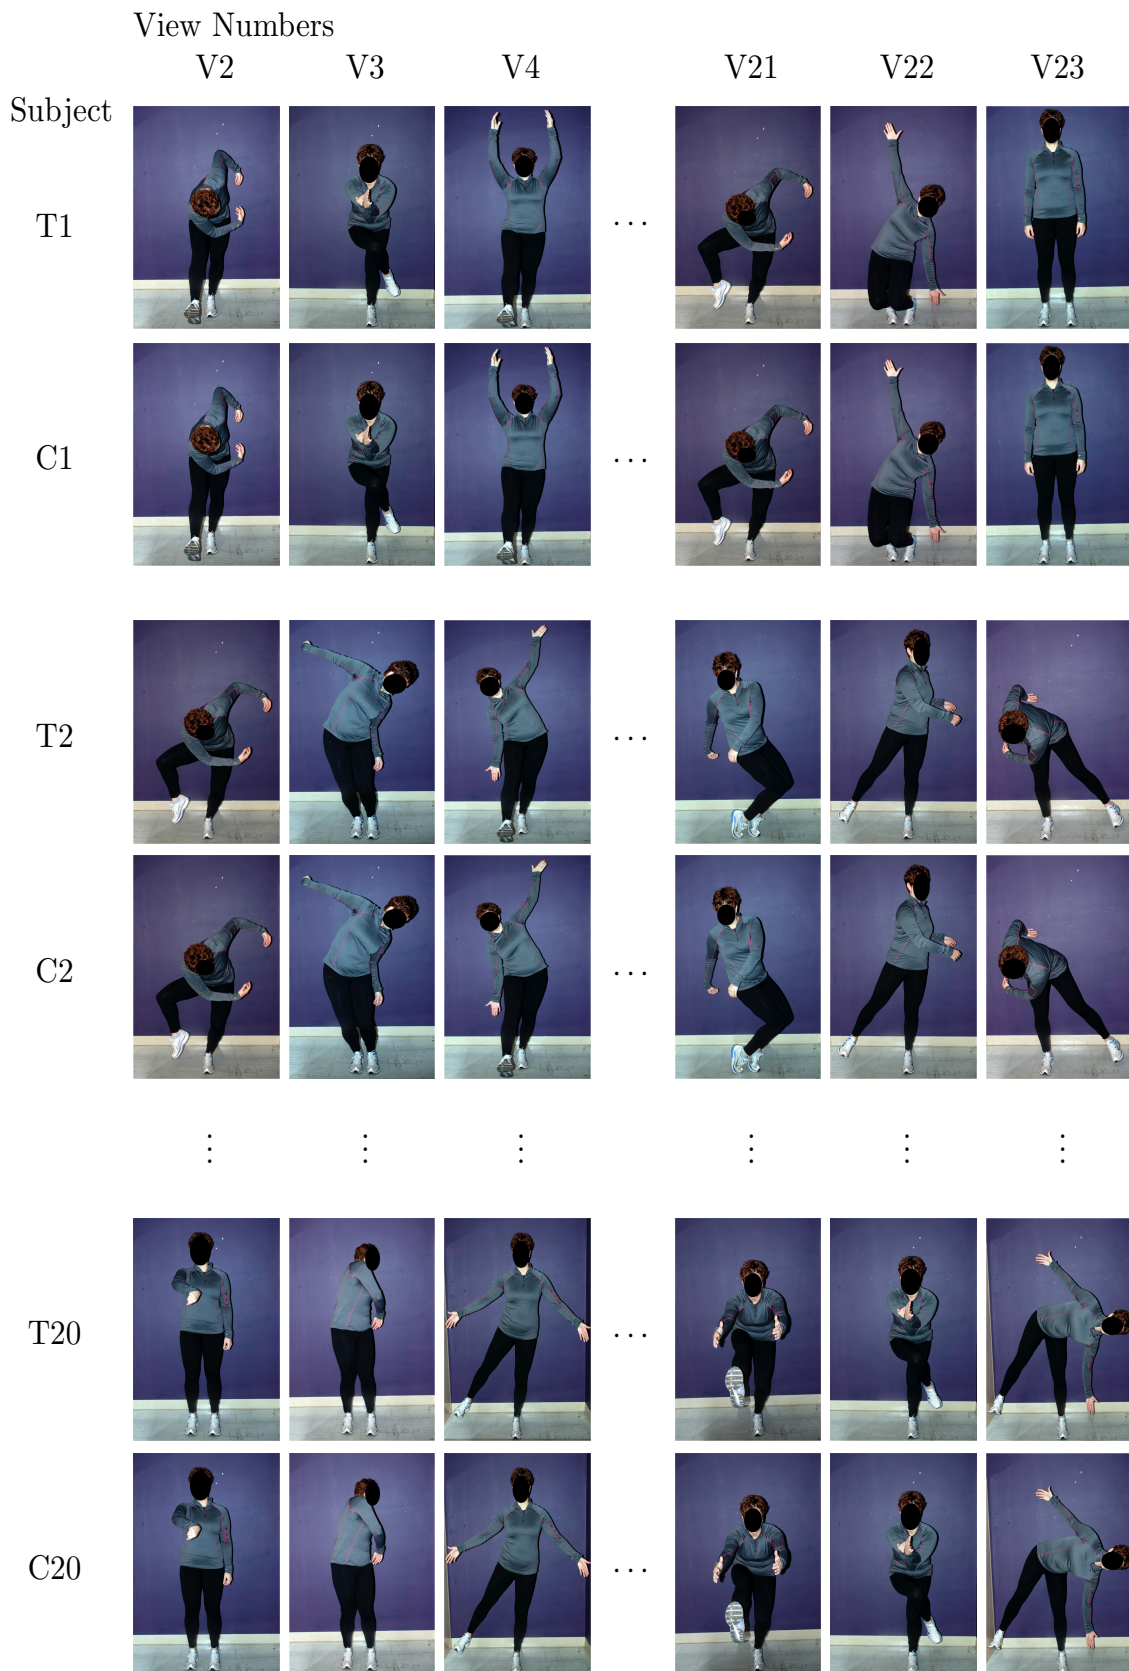 View Numbers
V2 V3 V4 V21 V22 V23
Subject
T1 ...
C1 ...
T2 ...
C2 ...
⋮ ⋮ ⋮ ⋮ ⋮ ⋮
T20 ...
C20 ...